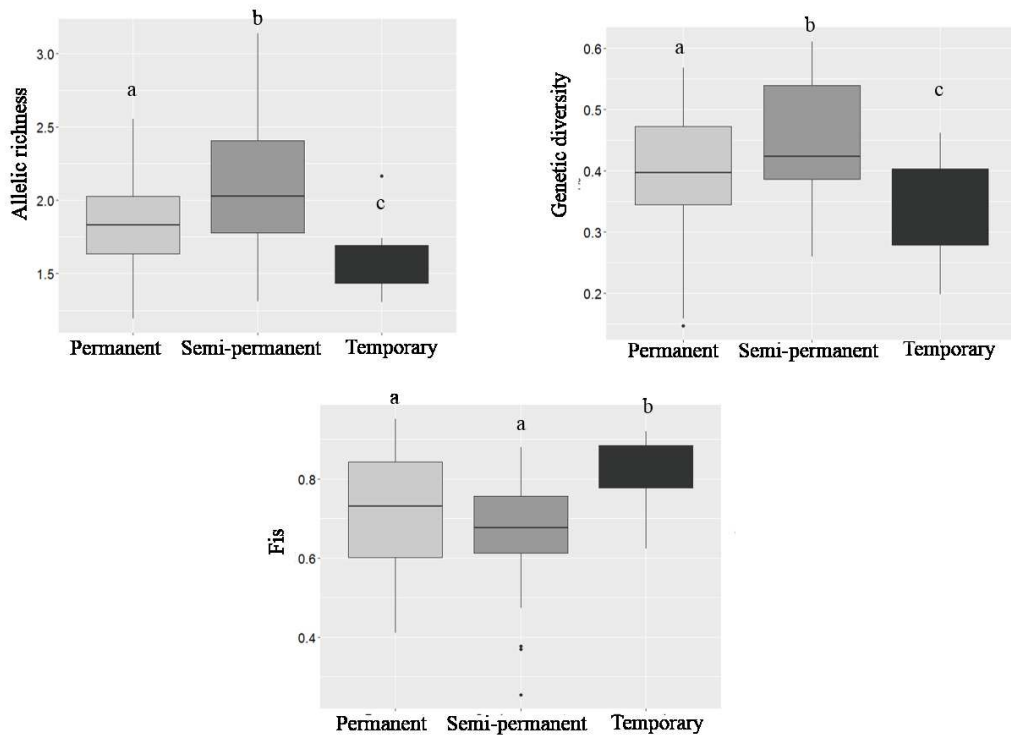 b
a
c
3.0
2.5
2.0
1.5
Allelic richness
Permanent Semi-permanent Temporary
b
a
c
0.6
0.5
0.4
0.3
0.2
Genetic diversity
Permanent Semi-permanent Temporary
a
a
b
0.8
0.6
0.4
Fis
Permanent Semi-permanent Temporary